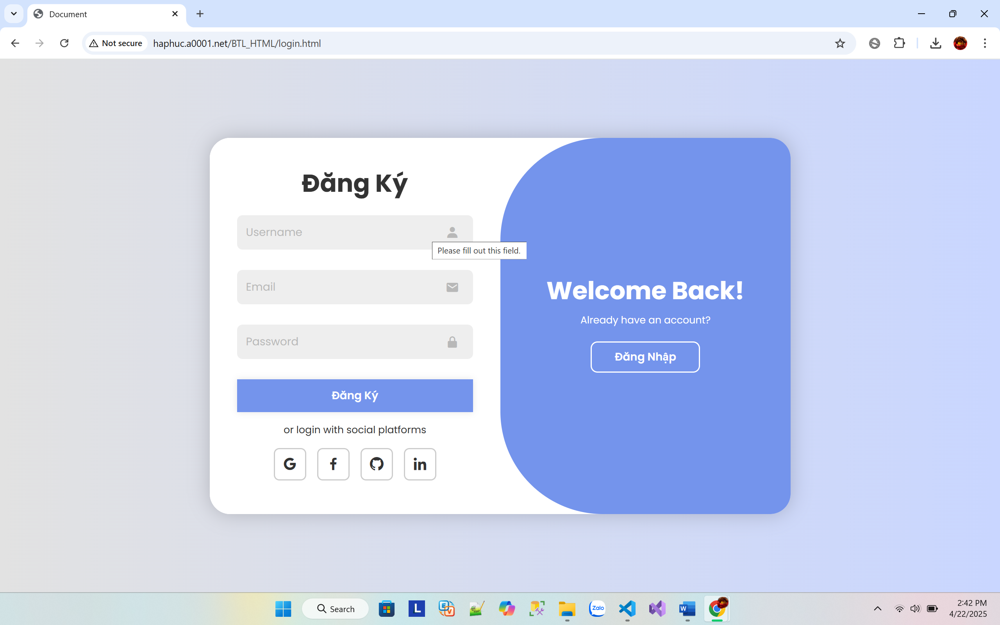 Document
Not secure
haphuc.a0001.net/BTL_HTML/login.html
Đăng Ký
Username
Please fill out this field.
Email
Password
Đăng Ký
or login with social platforms
G
f
in
Welcome Back!
Already have an account?
Đăng Nhập
Search
L
E
V
Zalo
W
2:42 PM
4/22/2025